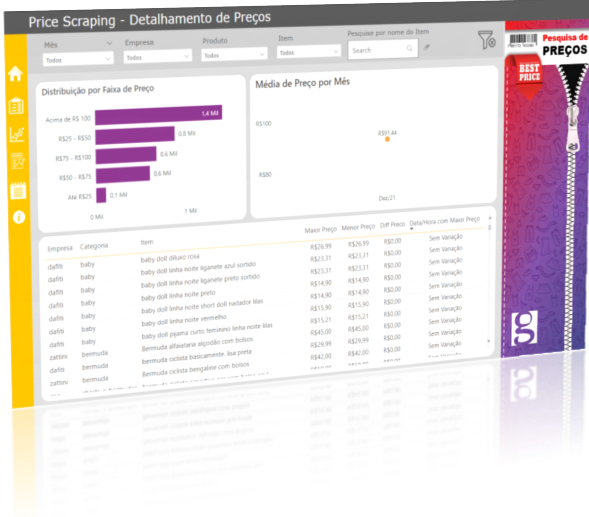 Price Scraping - Detalhamento de Preços
Mês
Todos
Empresa
Todos
Produto
Todos
Item
Todos
Pesquise por nome do Item
Search
Pesquisa de
PREÇOS
BEST
PRICE
Distribuição por Faixa de Preço
Acima de R$ 100 1,4 Mil
R$25 - R$50 0,8 Mil
R$75 - R$100 0,6 Mil
R$50 - R$75 0,6 Mil
Até R$25 0,1 Mil
0 Mil 1 Mil
Média de Preço por Mês
R$100
R$91,44
R$80
Dez/21
Empresa Categoria Item Maior Preço Menor Preço Diff Preco Data/Hora com Maior Preço
dafiti baby baby doll diluxo rosa R$26,99 R$26,99 R$0,00 Sem Variação
dafiti baby baby doll linha noite liganete azul sortido R$23,21 R$23,21 R$0,00 Sem Variação
dafiti baby baby doll linha noite liganete preto sortido R$23,21 R$23,21 R$0,00 Sem Variação
dafiti baby baby doll linha noite preto R$14,90 R$14,90 R$0,00 Sem Variação
dafiti baby baby doll linha noite short doll nadador lilas R$14,90 R$14,90 R$0,00 Sem Variação
dafiti baby baby doll linha noite vermelho R$15,90 R$15,90 R$0,00 Sem Variação
dafiti baby baby doll pijama curto feminino linha noite lilas R$15,21 R$15,21 R$0,00 Sem Variação
zattini bermuda Bermuda alfaiataria algodão com bolsos R$45,00 R$45,00 R$0,00 Sem Variação
dafiti bermuda Bermuda ciclista basicamente. lisa preta R$29,99 R$29,99 R$0,00 Sem Variação
zattini bermuda Bermuda ciclista bengaline com bolsos R$42,00 R$42,00 R$0,00 Sem Variação